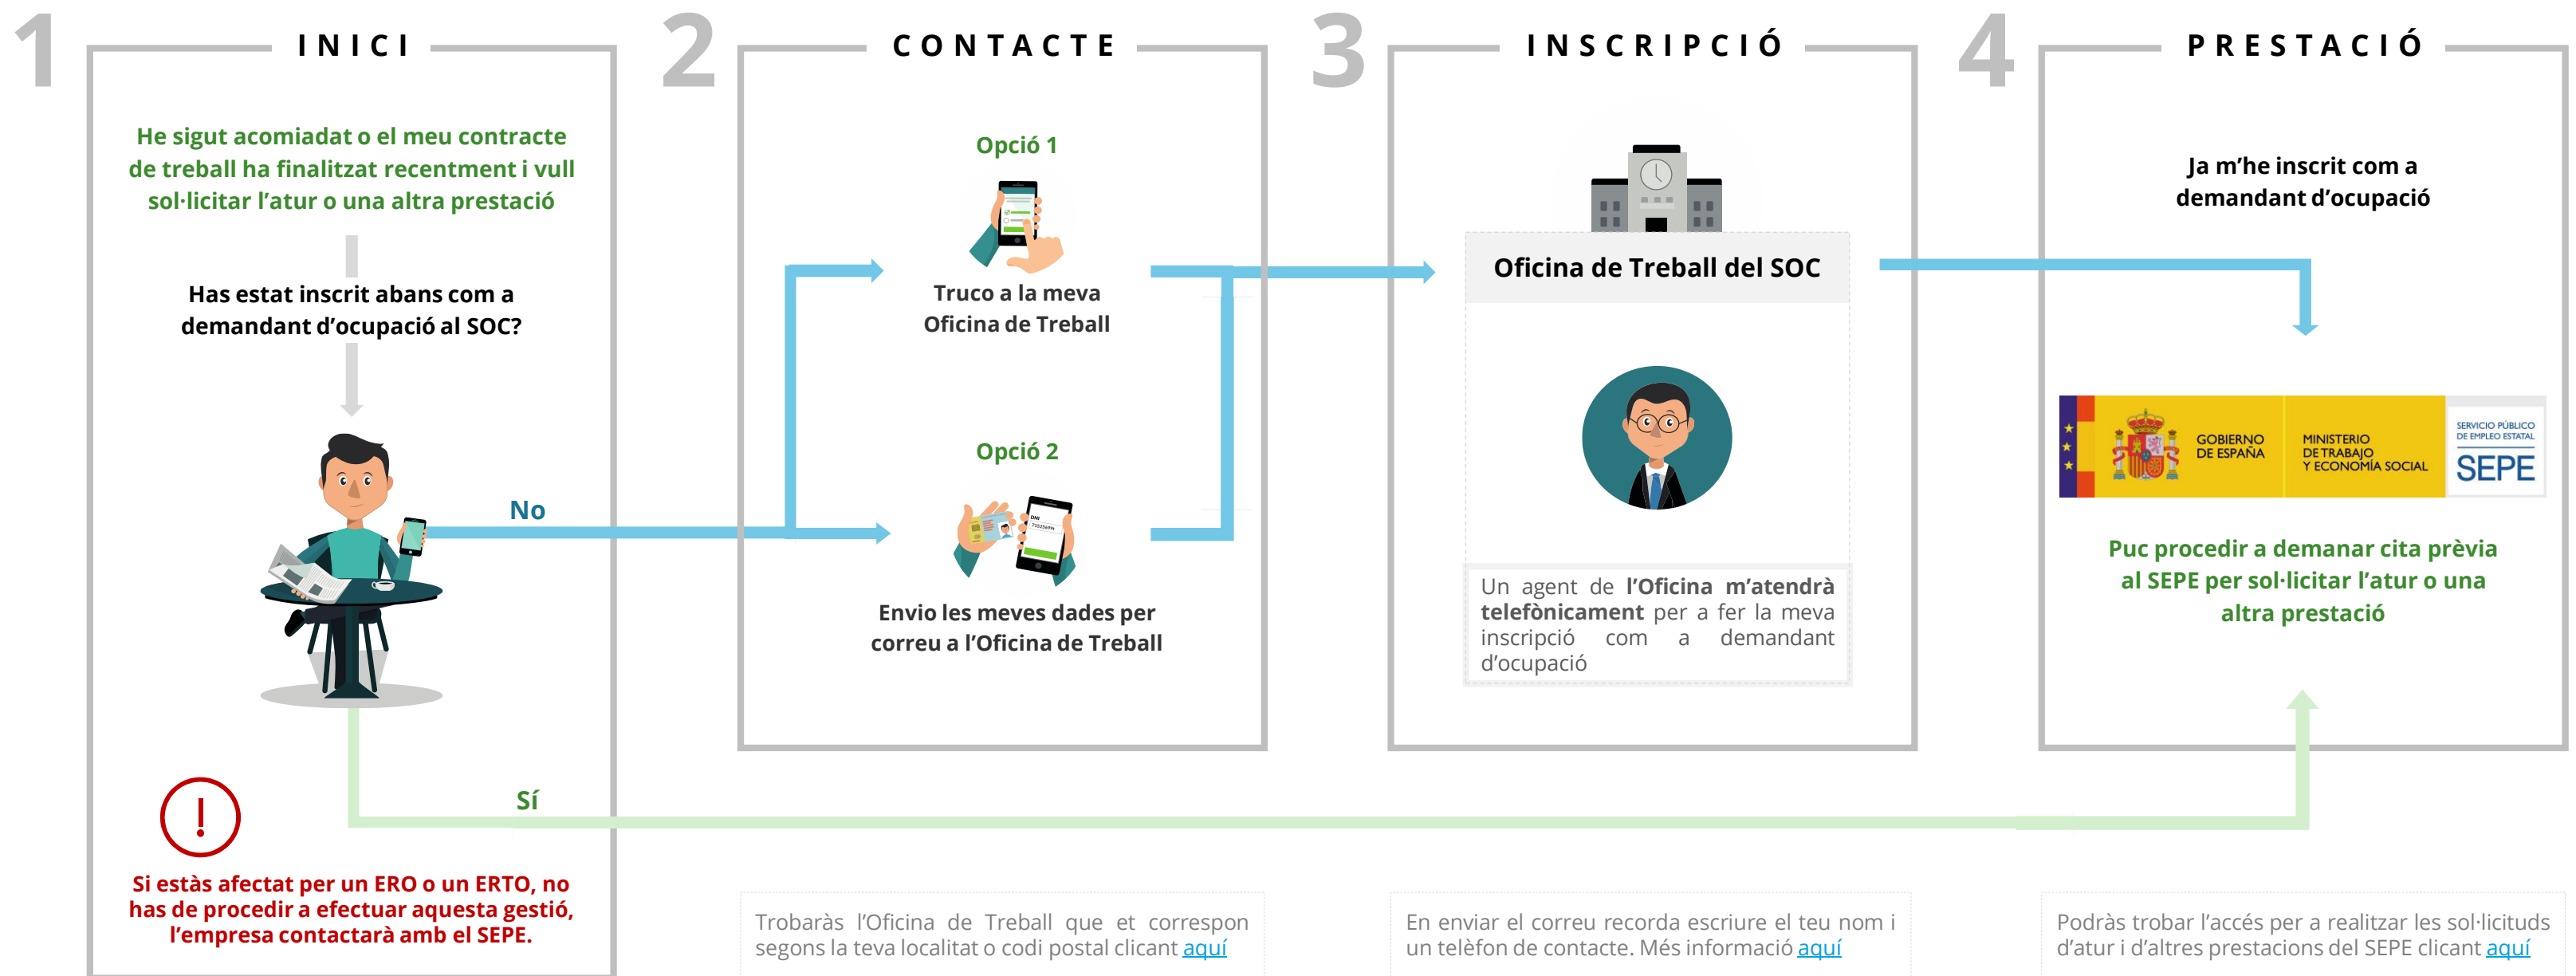 1
INICI
He sigut acomiadat o el meu contracte
de treball ha finalitzat recentment i vull
sol·licitar l’atur o una altra prestació
Has estat inscrit abans com a
demandant d’ocupació al SOC?
No
Sí
!
Si estàs afectat per un ERO o un ERTO, no
has de procedir a efectuar aquesta gestió,
l’empresa contactarà amb el SEPE.
2
CONTACTE
Opció 1
Truco a la meva
Oficina de Treball
Opció 2
DNI
Envio les meves dades per
correu a l’Oficina de Treball
Trobaràs l’Oficina de Treball que et correspon
segons la teva localitat o codi postal clicant aquí
3
INSCRIPCIÓ
Oficina de Treball del SOC
Un agent de l’Oficina m’atendrà
telefònicament per a fer la meva
inscripció com a demandant
d’ocupació
En enviar el correu recorda escriure el teu nom i
un telèfon de contacte. Més informació aquí
4
PRESTACIÓ
Ja m’he inscrit com a
demandant d’ocupació
GOBIERNO
DE ESPAÑA
MINISTERIO
DE TRABAJO
Y ECONOMÍA SOCIAL
SERVICIO PÚBLICO
DE EMPLEO ESTATAL
SEPE
Puc procedir a demanar cita prèvia
al SEPE per sol·licitar l’atur o una
altra prestació
Podràs trobar l’accés per a realitzar les sol·licituds
d’atur i d’altres prestacions del SEPE clicant aquí